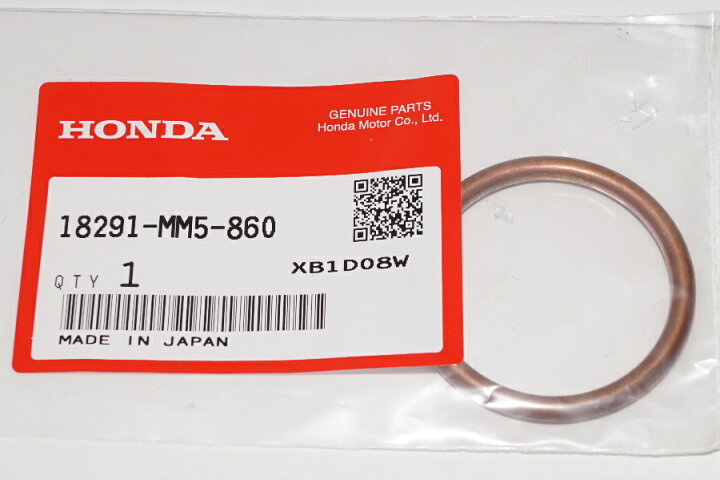 HONDA
GENUINE PARTS
Honda Motor Co., Ltd.
18291-MM5-860
XB1D08W
QTY 1
MADE IN JAPAN